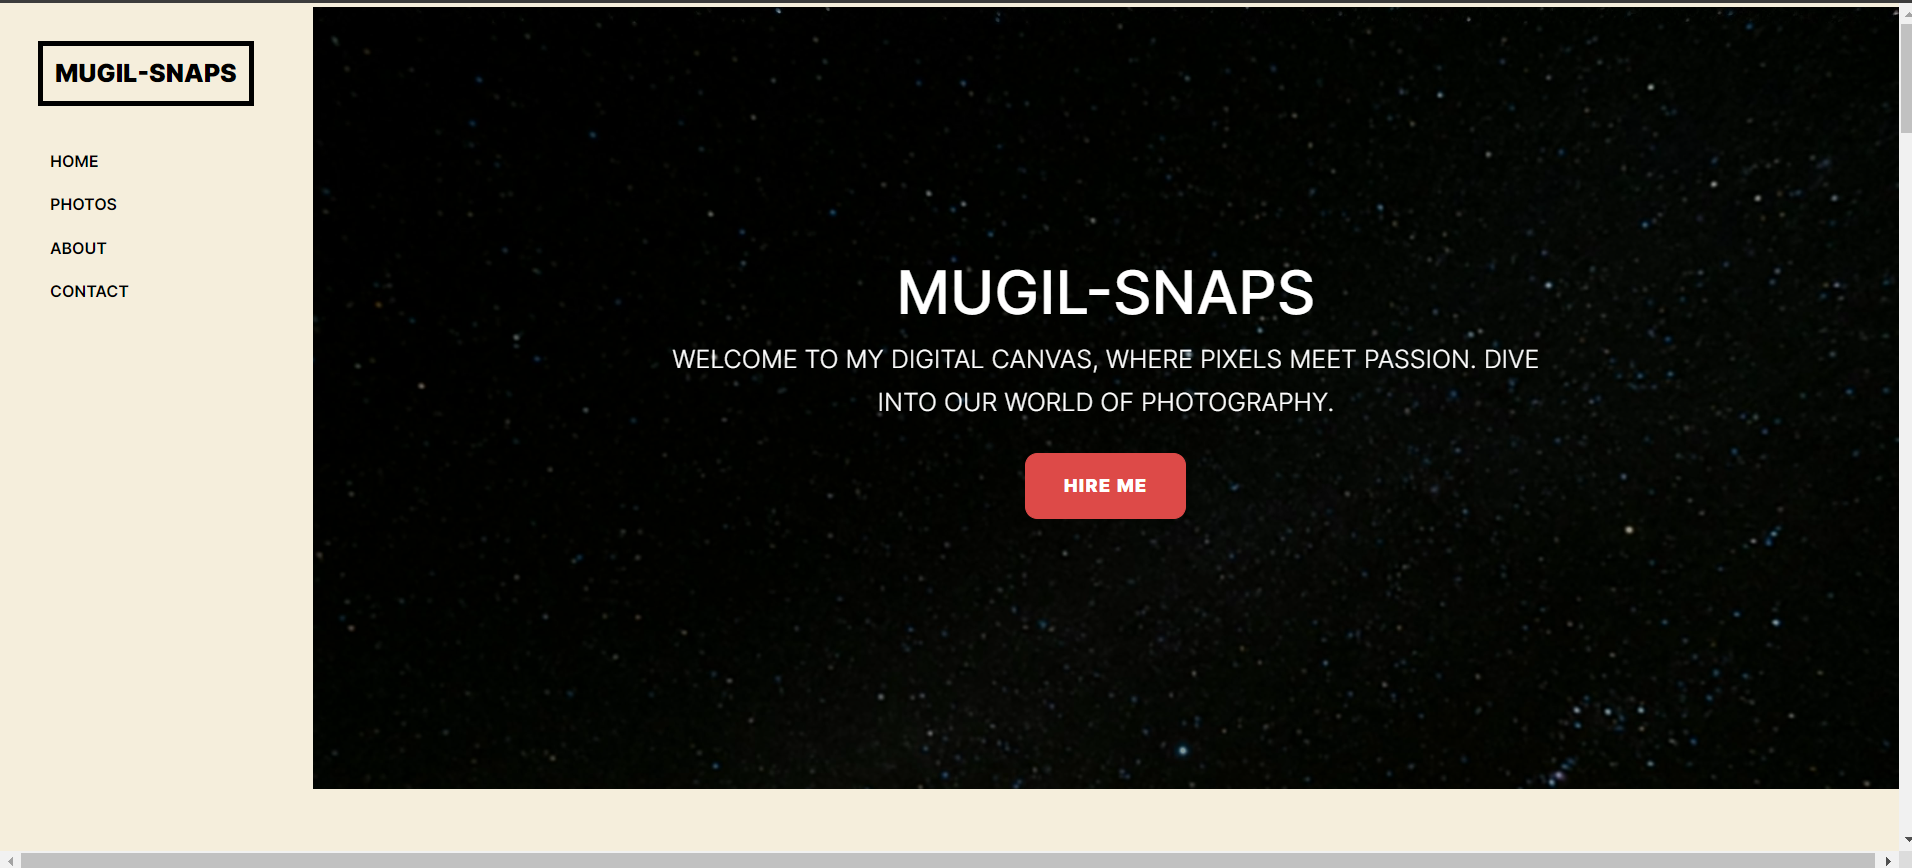 MUGIL-SNAPS
HOME
PHOTOS
ABOUT
CONTACT
MUGIL-SNAPS
WELCOME TO MY DIGITAL CANVAS, WHERE PIXELS MEET PASSION. DIVE
INTO OUR WORLD OF PHOTOGRAPHY.
HIRE ME